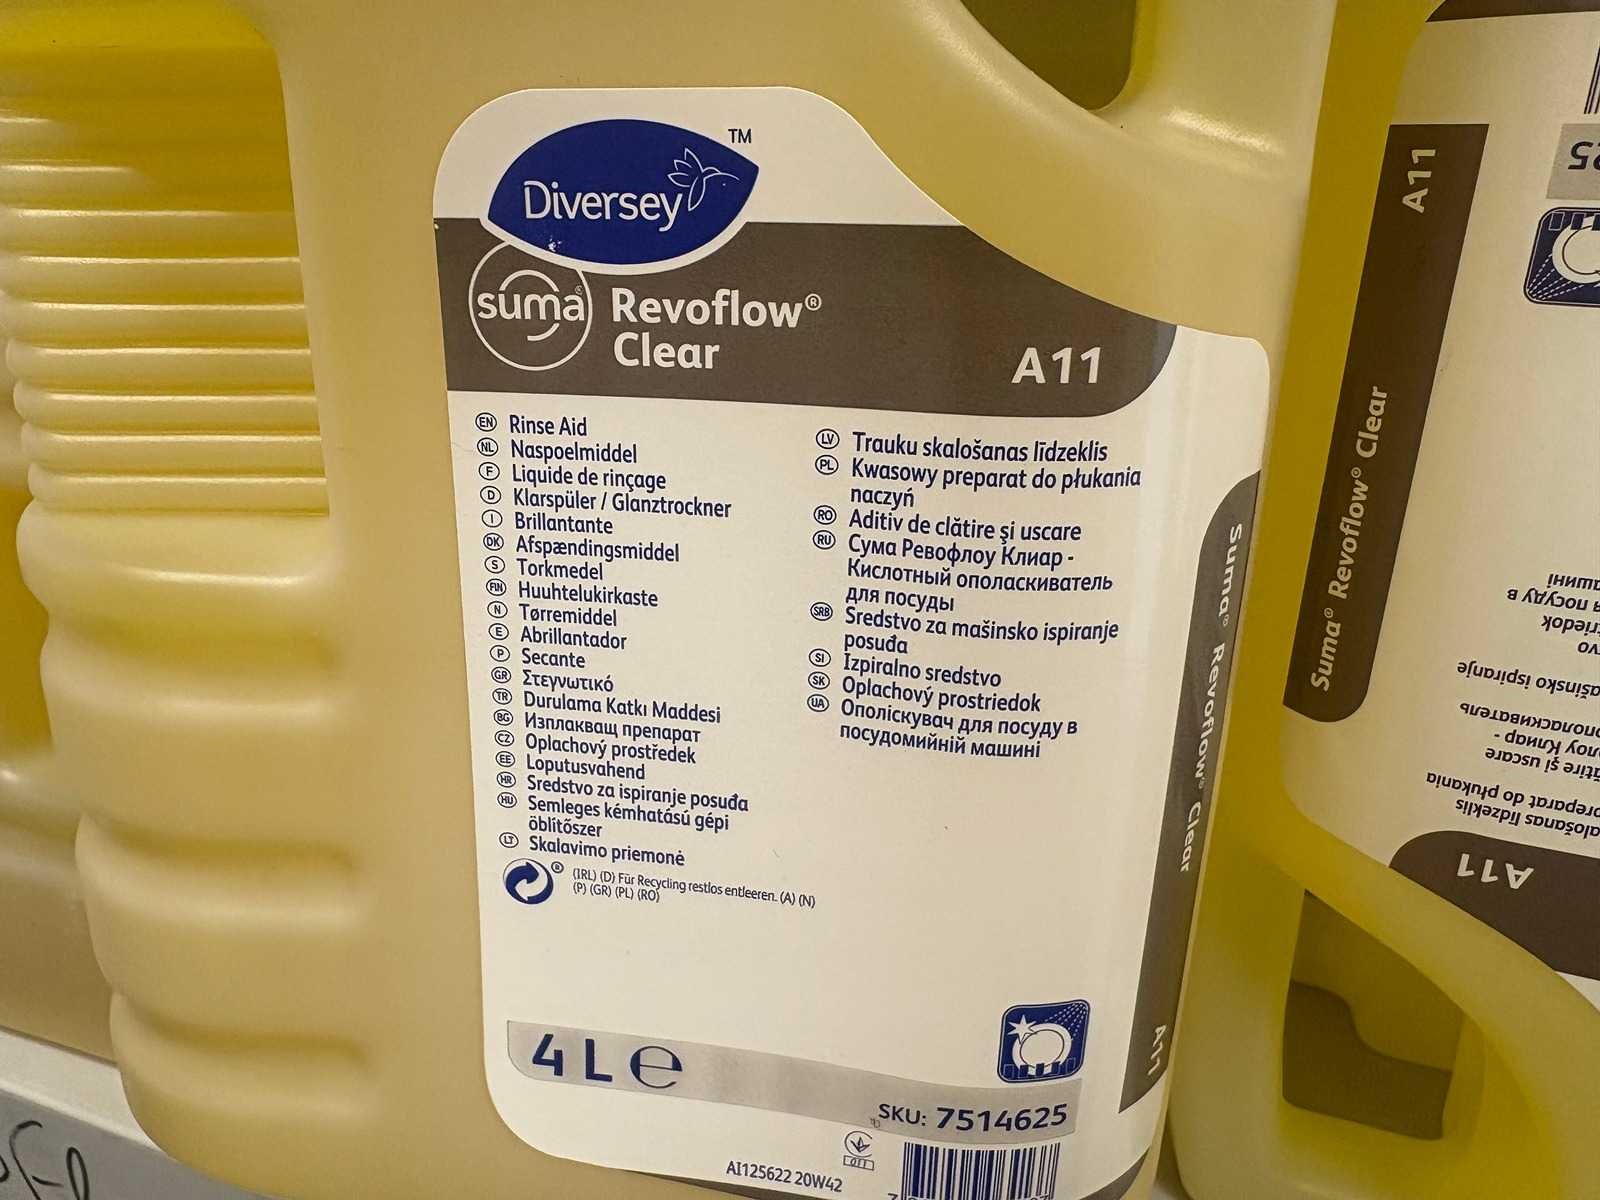 Diversey™
suma®
Revoflow®
Clear
A11
EN Rinse Aid
NL Naspoelmiddel
F Liquide de rinçage
D Klarspüler / Glanztrockner
I Brillantante
DK Afspændingsmiddel
S Torkmedel
FIN Huuhtelukirkaste
N Tørremiddel
E Abrillantador
P Secante
GR Στεγνωτικό
TR Durulama Katkı Maddesi
BG Изплакващ препарат
CZ Oplachový prostředek
EE Loputusvahend
HR Sredstvo za ispiranje posuđa
HU Semleges kémhatású gépi
öblítőszer
LT Skalavimo priemonė
LV Trauku skalošanas līdzeklis
PL Kwasowy preparat do płukania
naczyń
RO Aditiv de clătire şi uscare
RU Сума Ревофлоу Клиар -
Кислотный ополаскиватель
для посуды
SRB Sredstvo za mašinsko ispiranje
posuđa
SI Izpiralno sredstvo
SK Oplachový prostriedok
UA Ополіскувач для посуду в
посудомийній машині
® (IRL) (D) Für Recycling restlos entleeren. (A) (N)
(P) (GR) (PL) (RO)
4 L ℮
SKU: 7514625
AI125622 20W42
011
Suma® Revoflow® Clear
A11
A11
Suma® Revoflow® Clear
A11